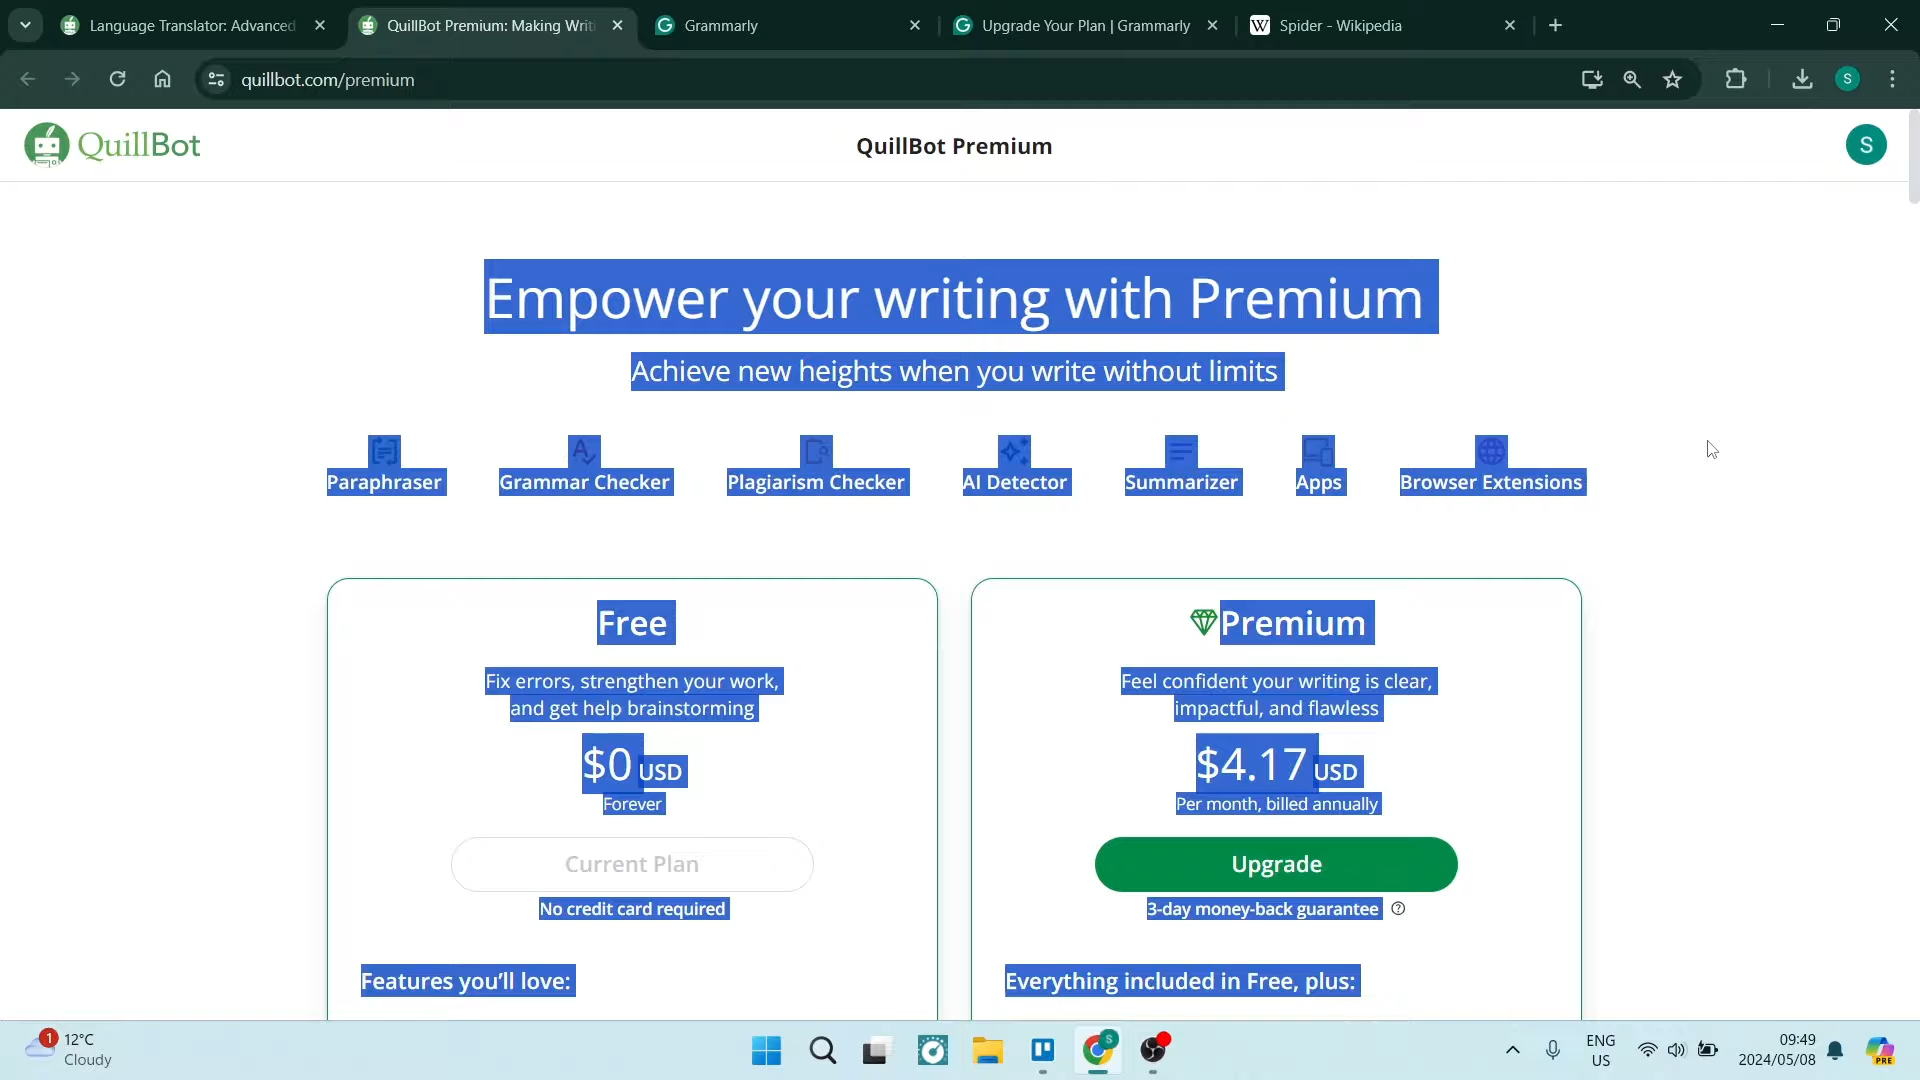 Language Translator: Advanced
QuillBot Premium: Making Writi
Grammarly
Upgrade Your Plan | Grammarly
W Spider - Wikipedia
quillbot.com/premium
S
QuillBot
QuillBot Premium
S
Empower your writing with Premium
Achieve new heights when you write without limits
Paraphraser
Grammar Checker
Plagiarism Checker
AI Detector
Summarizer
Apps
Browser Extensions
Free
Fix errors, strengthen your work,
and get help brainstorming
$0 USD
Forever
Current Plan
No credit card required
Features you’ll love:
Premium
Feel confident your writing is clear,
impactful, and flawless
$4.17 USD
Per month, billed annually
Upgrade
3-day money-back guarantee ?
Everything included in Free, plus:
1
12°C
Cloudy
S
ENG
US
09:49
2024/05/08
PRE